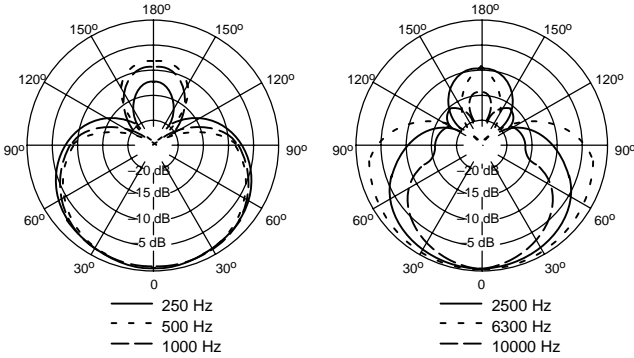 180º
150º 150º
120º 120º
90º 90º
–20 dB
–15 dB
–10 dB
-5 dB
60º 60º
30º 30º
0
250 Hz
500 Hz
1000 Hz
180º
150º 150º
120º 120º
90º 90º
–20 dB
–15 dB
–10 dB
-5 dB
60º 60º
30º 30º
0
2500 Hz
6300 Hz
10000 Hz